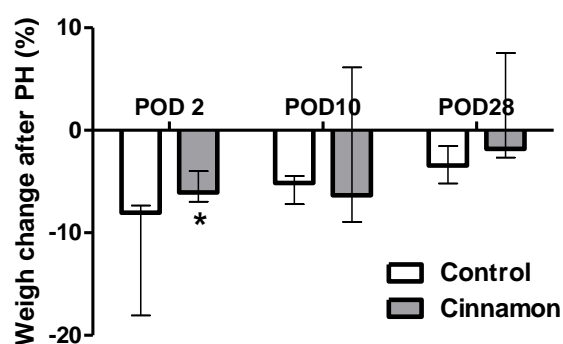 Weigh change after PH (%)
10
0
-10
-20
POD 2 POD10 POD28
*
Control
Cinnamon